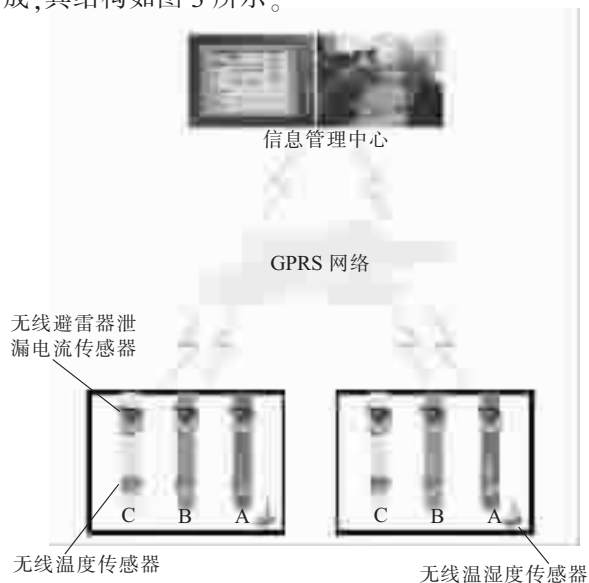 成,其结构如图 3 所示。
信息管理中心
GPRS 网络
无线避雷器泄
漏电流传感器
C B A
C B A
无线温度传感器
无线温湿度传感器